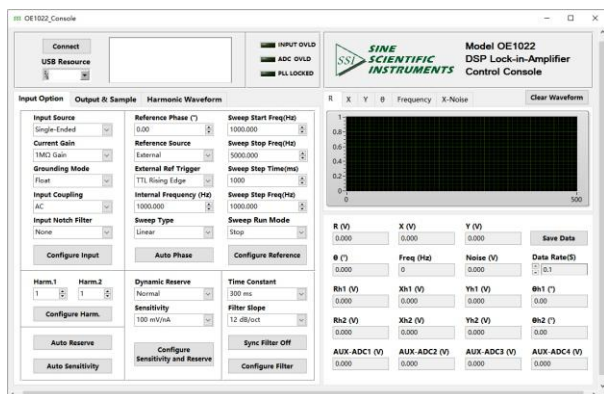 OE1022_Console
Connect
USB Resource
INPUT OVLD
ADC OVLD
PLL LOCKED
SSI
SINE
SCIENTIFIC
INSTRUMENTS
Model OE1022
DSP Lock-in-Amplifier
Control Console
Input Option Output & Sample Harmonic Waveform
Input Source Reference Phase (°) Sweep Start Freq(Hz)
Single-Ended 0.00 1000.000
Current Gain Reference Source Sweep Stop Freq(Hz)
1MΩ Gain External 5000.000
Grounding Mode External Ref Trigger Sweep Step Time(ms)
Float TTL Rising Edge 1000
Input Coupling Internal Frequency (Hz) Sweep Step Freq(Hz)
AC 1000.000 1000.000
Input Notch Filter Sweep Type Sweep Run Mode
None Linear Stop
Configure Input Auto Phase Configure Reference
Harm.1 Harm.2 Dynamic Reserve Time Constant
1 1 Normal 300 ms
Configure Harm. Sensitivity Filter Slope
100 mV/nA 12 dB/oct
Auto Reserve Configure Sync Filter Off
Sensitivity and Reserve
Auto Sensitivity Configure Filter
R X Y θ Frequency X-Noise Clear Waveform
1
0.8
0.6
0.4
0.2
0
0 500
R (V) X (V) Y (V)
0.000 0.000 0.000 Save Data
θ (°) Freq (Hz) Noise (V) Data Rate(S)
0.000 0 0.000 0.1
Rh1 (V) Xh1 (V) Yh1 (V) θh1 (°)
0.000 0.000 0.000 0.00
Rh2 (V) Xh2 (V) Yh2 (V) θh2 (°)
0.000 0.000 0.000 0.00
AUX-ADC1 (V) AUX-ADC2 (V) AUX-ADC3 (V) AUX-ADC4 (V)
0.000 0.000 0.000 0.000